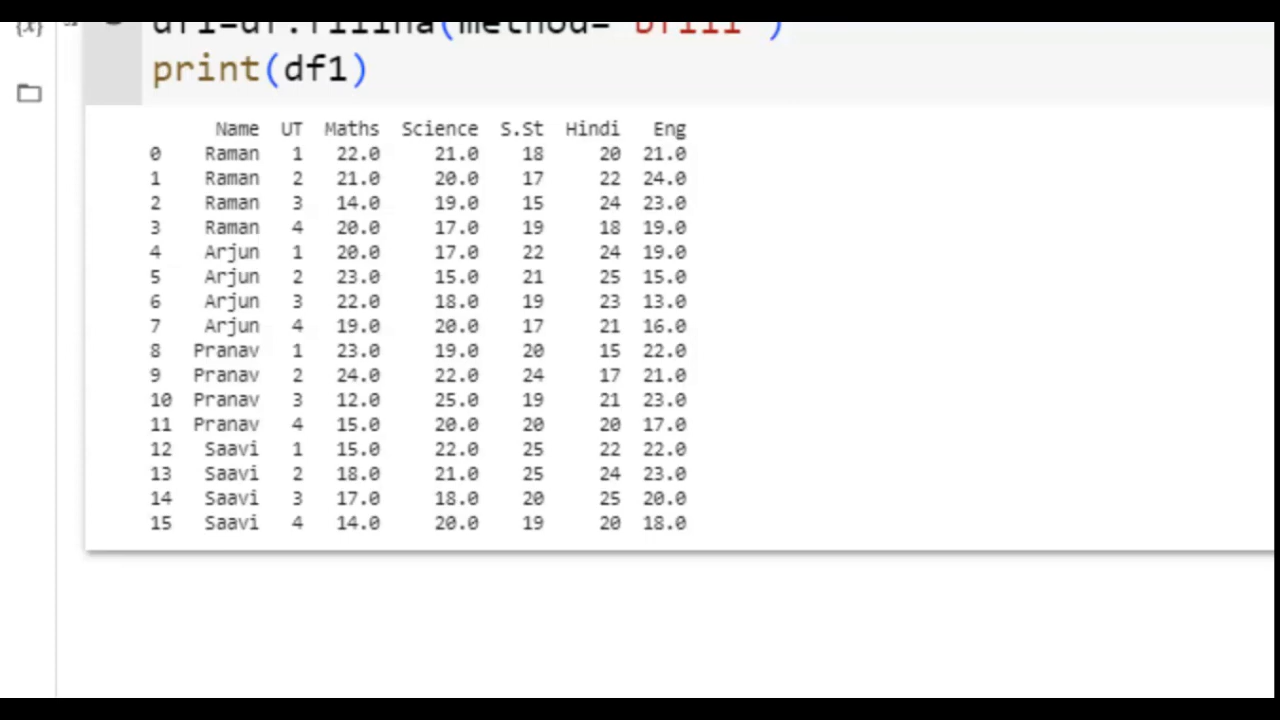 {x}
df1=df.fillna(method='bfill')
print(df1)
Name UT Maths Science S.St Hindi Eng
0 Raman 1 22.0 21.0 18 20 21.0
1 Raman 2 21.0 20.0 17 22 24.0
2 Raman 3 14.0 19.0 15 24 23.0
3 Raman 4 20.0 17.0 19 18 19.0
4 Arjun 1 20.0 17.0 22 24 19.0
5 Arjun 2 23.0 15.0 21 25 15.0
6 Arjun 3 22.0 18.0 19 23 13.0
7 Arjun 4 19.0 20.0 17 21 16.0
8 Pranav 1 23.0 19.0 20 15 22.0
9 Pranav 2 24.0 22.0 24 17 21.0
10 Pranav 3 12.0 25.0 19 21 23.0
11 Pranav 4 15.0 20.0 20 20 17.0
12 Saavi 1 15.0 22.0 25 22 22.0
13 Saavi 2 18.0 21.0 25 24 23.0
14 Saavi 3 17.0 18.0 20 25 20.0
15 Saavi 4 14.0 20.0 19 20 18.0